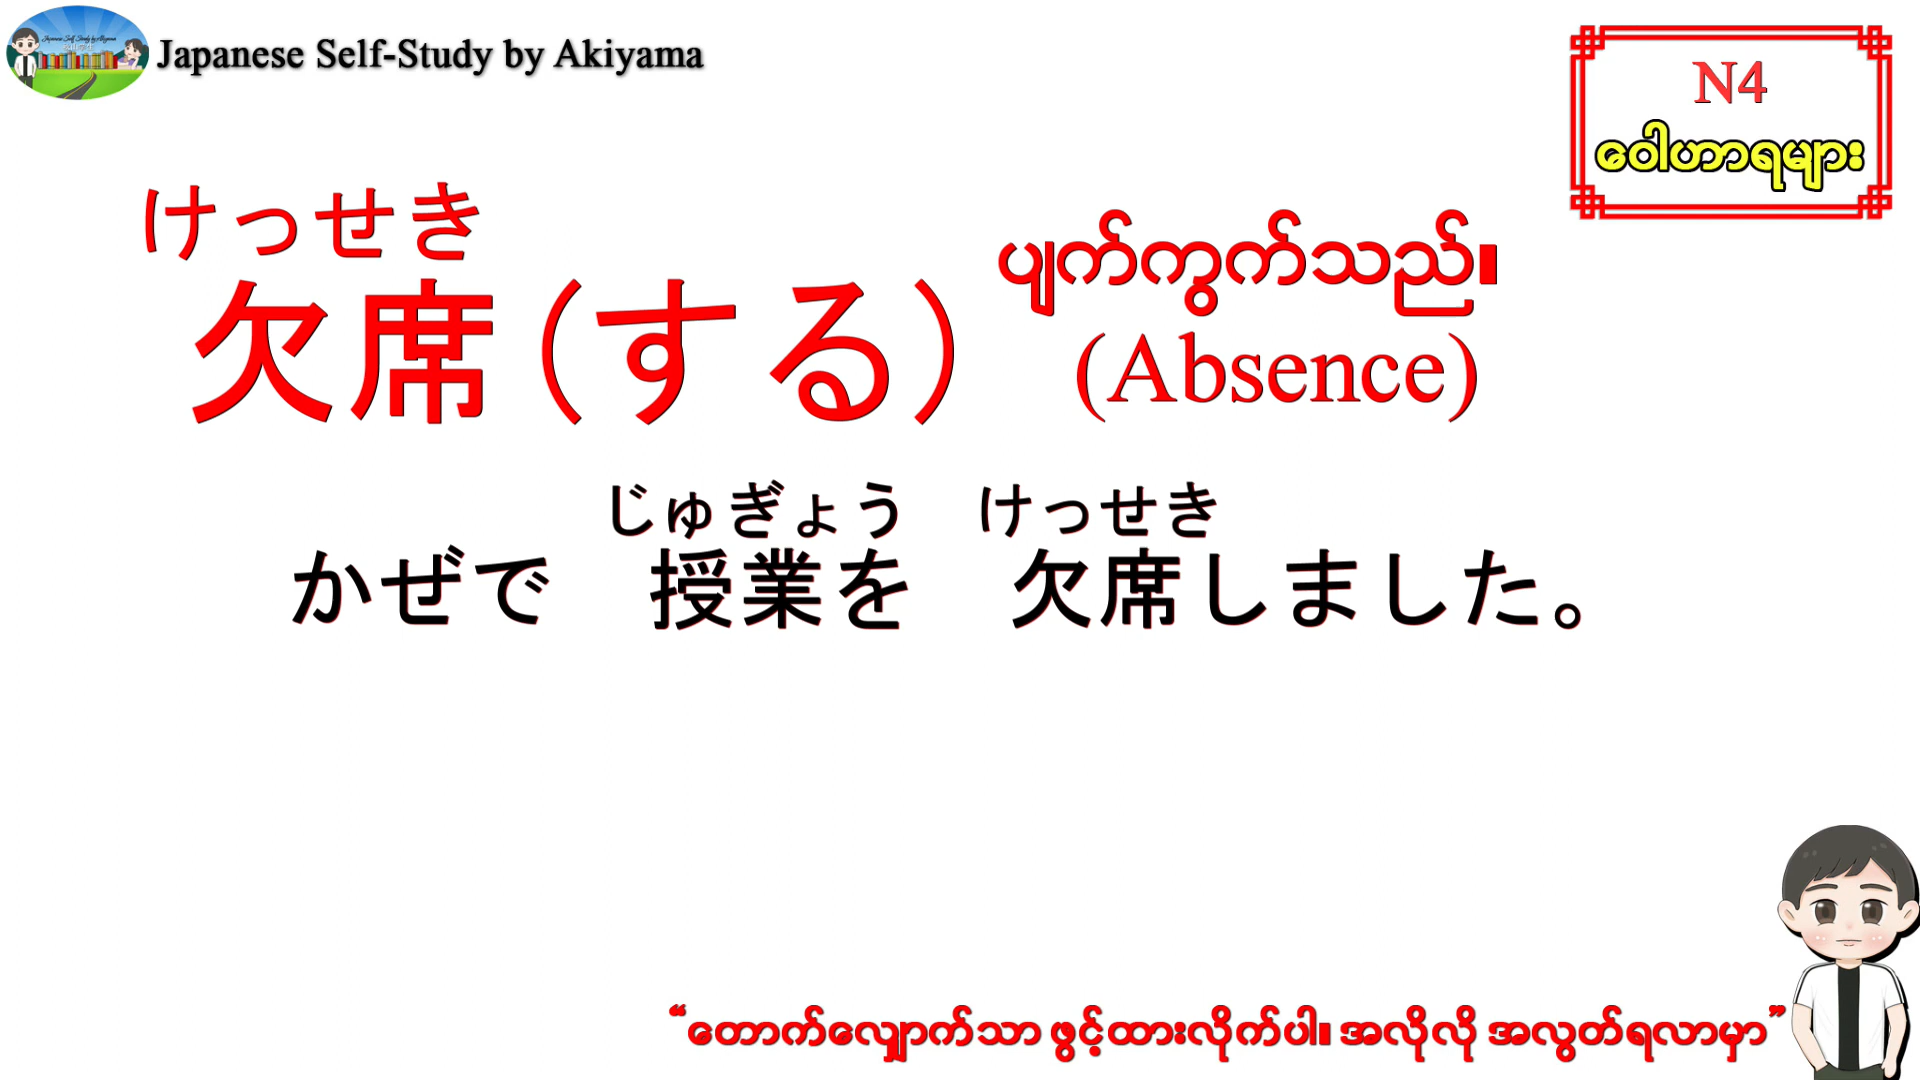 Japanese Self-Study by Akiyama
N4
ဝေါဟာရများ
けっせき
欠席(する)
ပျက်ကွက်သည်။
(Absence)
じゅぎょう けっせき
かぜで 授業を 欠席しました。
“တောက်လျှောက်သာ ဖွင့်ထားလိုက်ပါ။ အလိုလို အလွတ်ရလာမှာ”